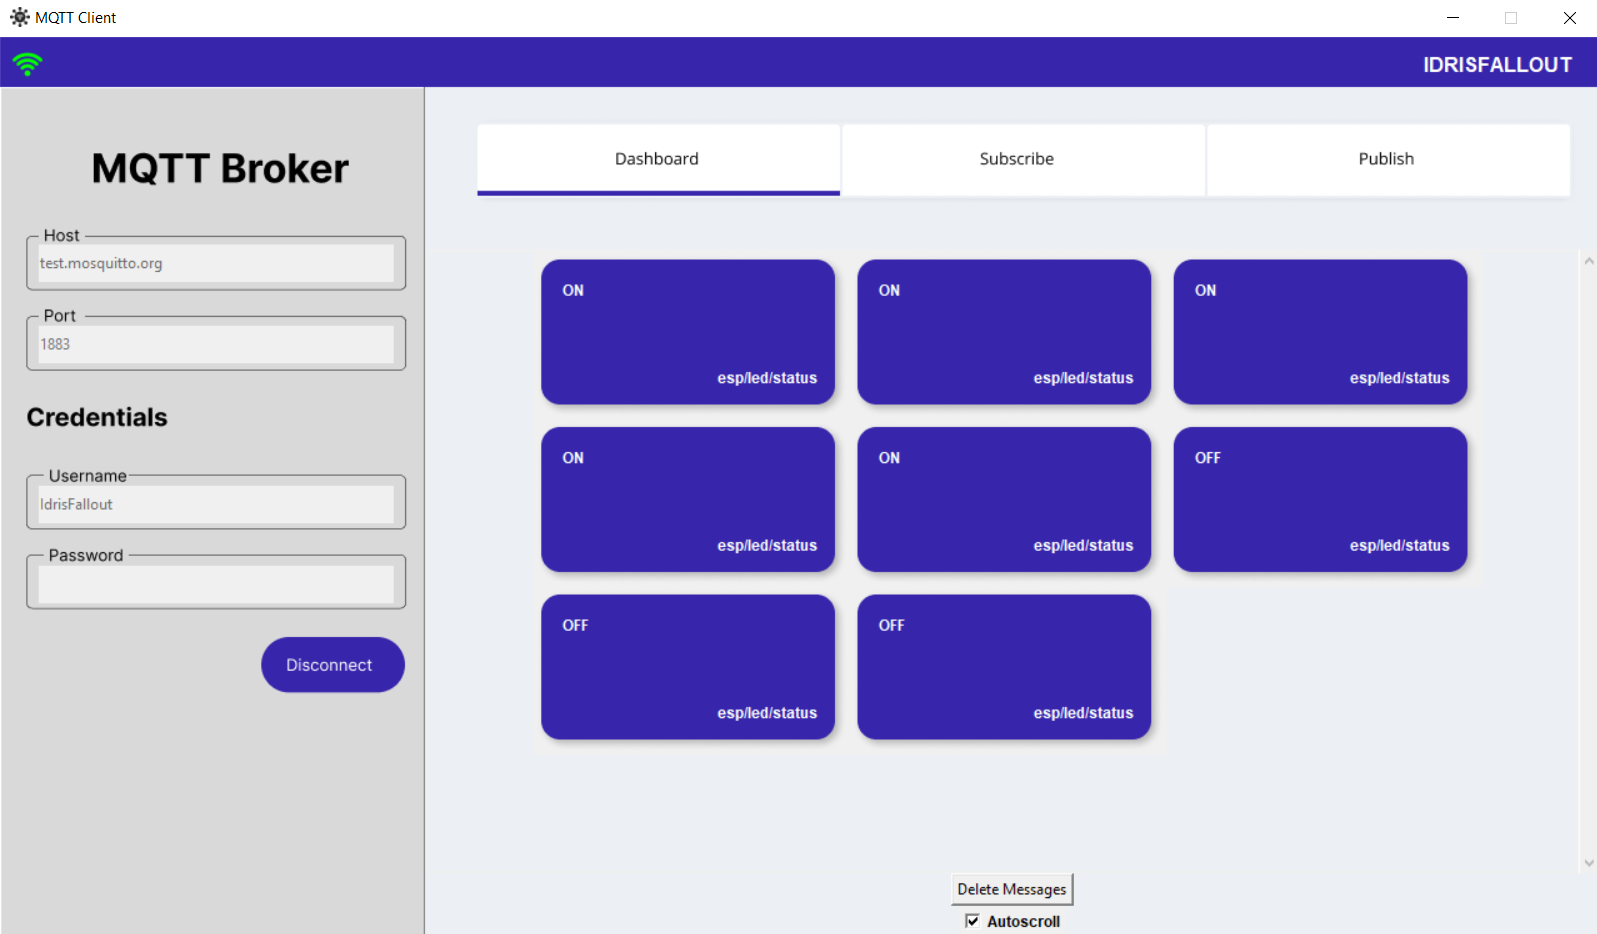 MQTT Client
IDRISFALLOUT
MQTT Broker
Host
test.mosquitto.org
Port
1883
Credentials
Username
IdrisFallout
Password
Disconnect
Dashboard Subscribe Publish
ON ON ON
esp/led/status esp/led/status esp/led/status
ON ON OFF
esp/led/status esp/led/status esp/led/status
OFF OFF
esp/led/status esp/led/status
Delete Messages
Autoscroll